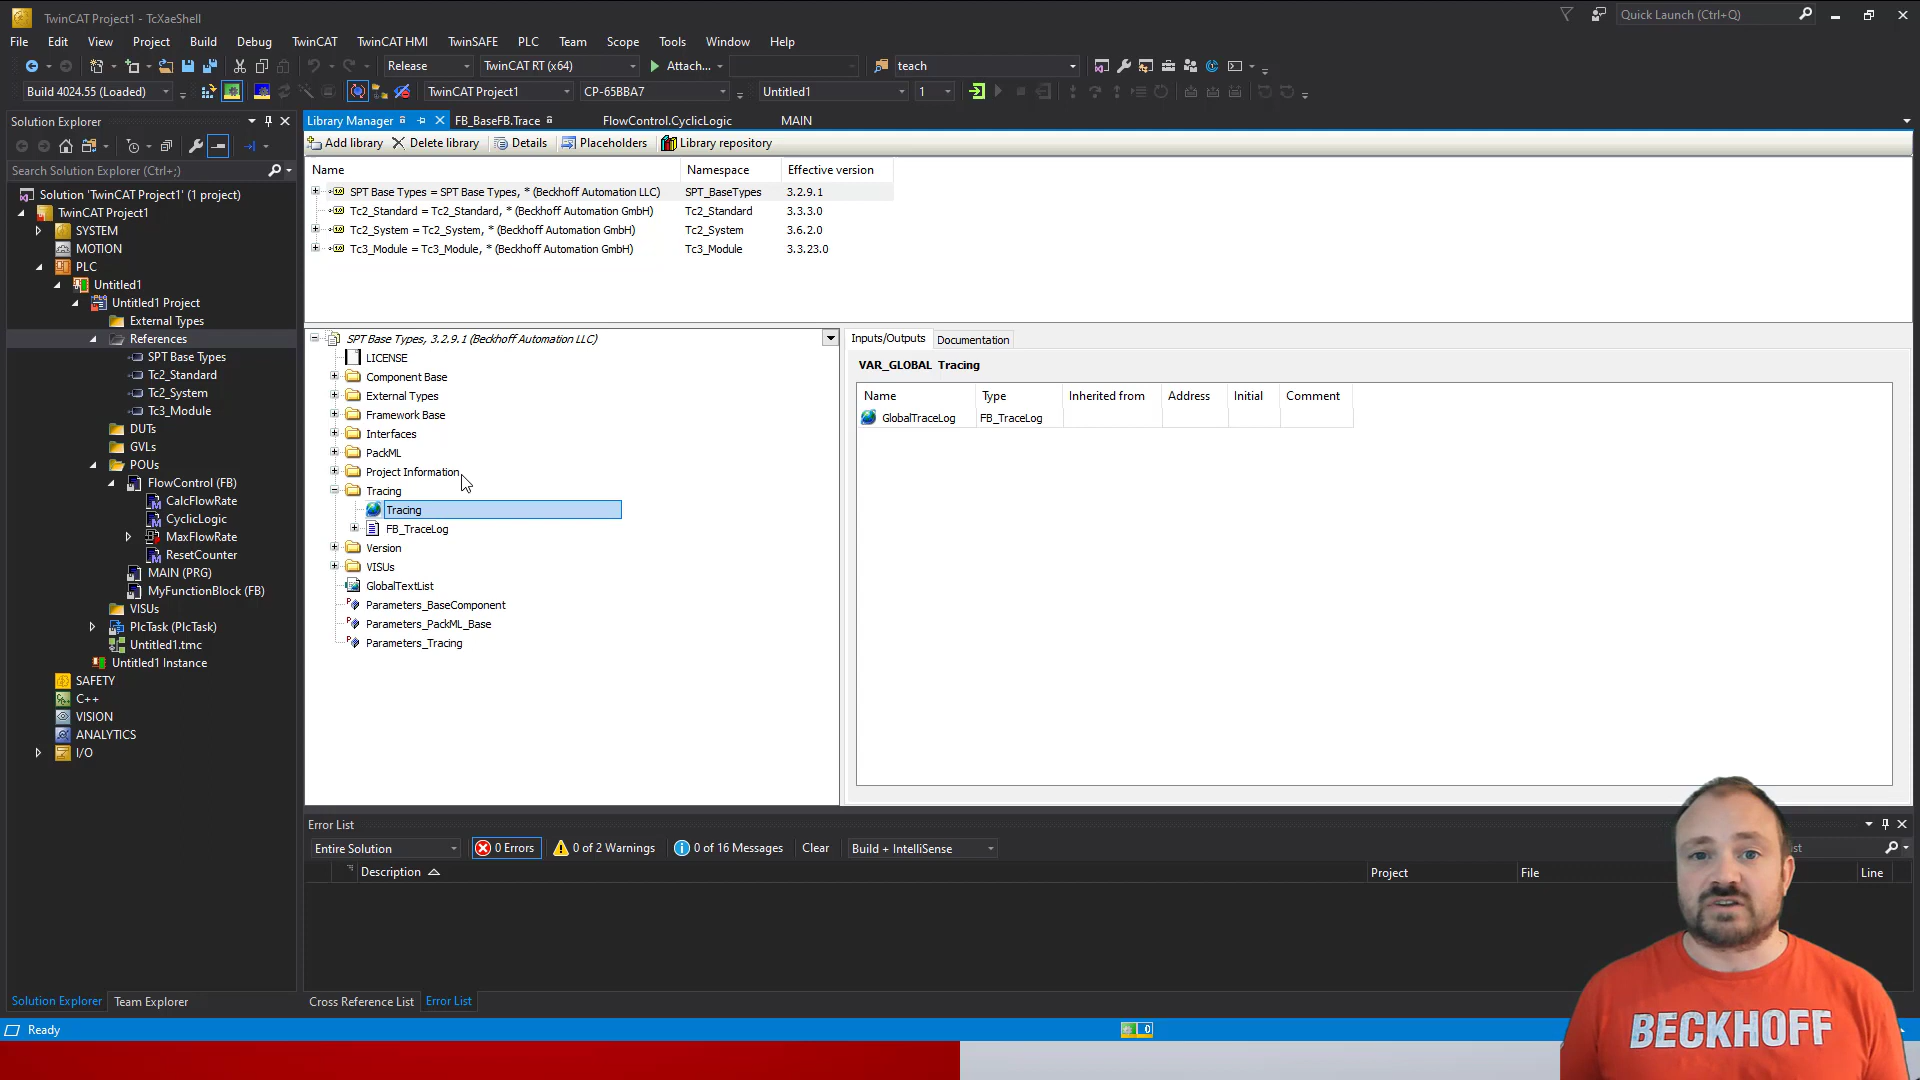 TwinCAT Project1 - TcXaeShell
Quick Launch (Ctrl+Q)
File Edit View Project Build Debug TwinCAT TwinCAT HMI TwinSAFE PLC Team Scope Tools Window Help
Release TwinCAT RT (x64) Attach... teach
Build 4024.55 (Loaded) TwinCAT Project1 CP-65BBA7 Untitled1 1
Solution Explorer
Search Solution Explorer (Ctrl+;)
Solution 'TwinCAT Project1' (1 project)
TwinCAT Project1
SYSTEM
MOTION
PLC
Untitled1
Untitled1 Project
External Types
References
SPT Base Types
Tc2_Standard
Tc2_System
Tc3_Module
DUTs
GVLs
POUs
FlowControl (FB)
CalcFlowRate
CyclicLogic
MaxFlowRate
ResetCounter
MAIN (PRG)
MyFunctionBlock (FB)
VISUs
PlcTask (PlcTask)
Untitled1.tmc
Untitled1 Instance
SAFETY
C++
VISION
ANALYTICS
I/O
Solution Explorer Team Explorer
Library Manager FB_BaseFB.Trace FlowControl.CyclicLogic MAIN
Add library Delete library Details Placeholders Library repository
Name Namespace Effective version
SPT Base Types = SPT Base Types, * (Beckhoff Automation LLC) SPT_BaseTypes 3.2.9.1
Tc2_Standard = Tc2_Standard, * (Beckhoff Automation GmbH) Tc2_Standard 3.3.3.0
Tc2_System = Tc2_System, * (Beckhoff Automation GmbH) Tc2_System 3.6.2.0
Tc3_Module = Tc3_Module, * (Beckhoff Automation GmbH) Tc3_Module 3.3.23.0
SPT Base Types, 3.2.9.1 (Beckhoff Automation LLC)
LICENSE
Component Base
External Types
Framework Base
Interfaces
PackML
Project Information
Tracing
Tracing
FB_TraceLog
Version
VISUs
GlobalTextList
Parameters_BaseComponent
Parameters_PackML_Base
Parameters_Tracing
Inputs/Outputs Documentation
VAR_GLOBAL Tracing
Name Type Inherited from Address Initial Comment
GlobalTraceLog FB_TraceLog
Error List
Entire Solution 0 Errors 0 of 2 Warnings 0 of 16 Messages Clear Build + IntelliSense
Description Project File Line
Cross Reference List Error List
Ready 0
BECKHOFF